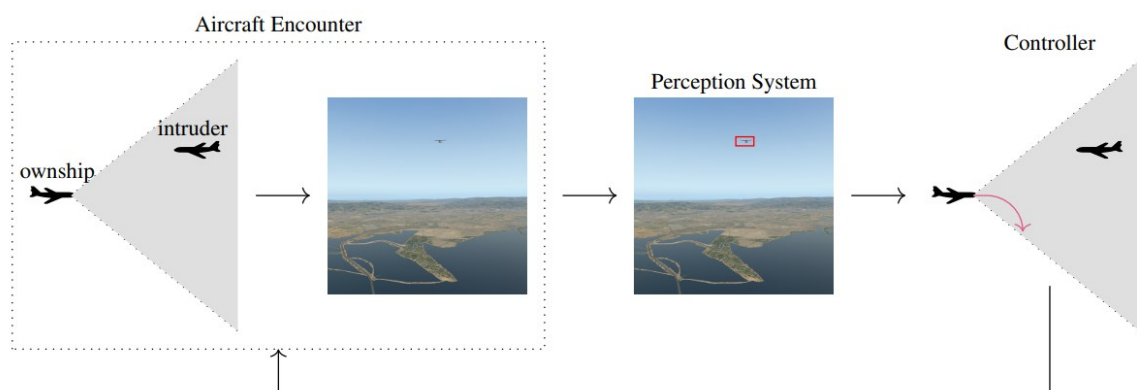 Aircraft Encounter
Controller
Perception System
intruder
ownship